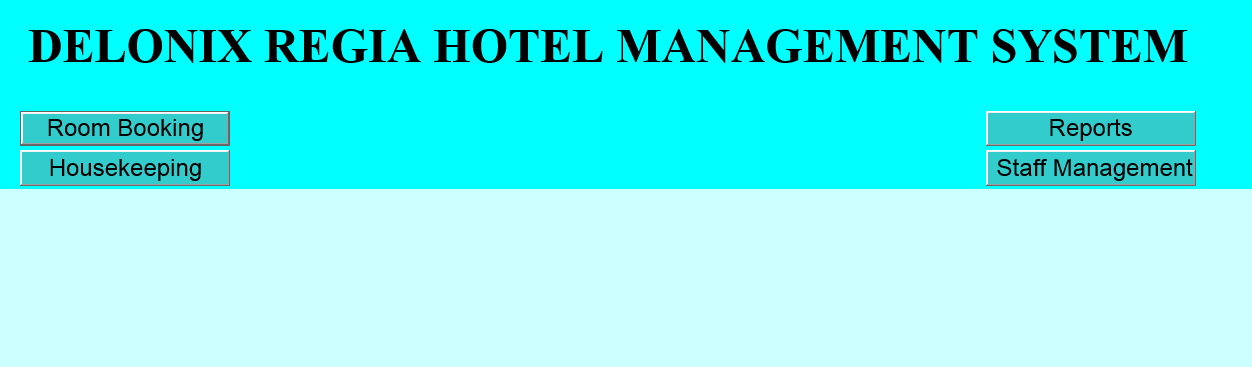 DELONIX REGIA HOTEL MANAGEMENT SYSTEM
Room Booking
Reports
Housekeeping
Staff Management